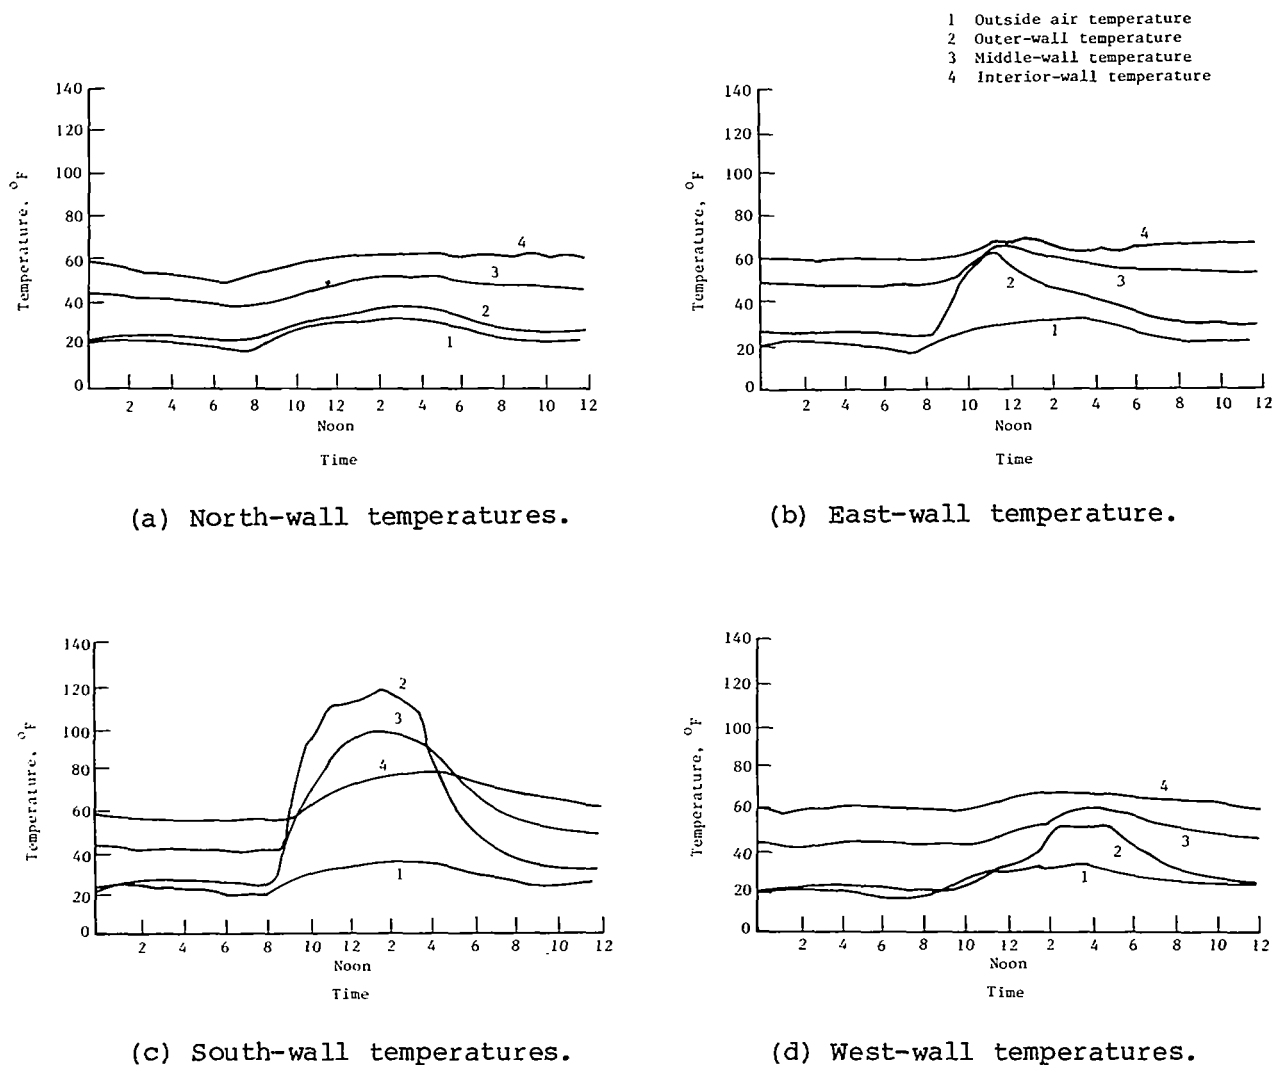 1 Outside air temperature
2 Outer-wall temperature
3 Middle-wall temperature
4 Interior-wall temperature
140
120
100
80
60
40
20
0
Temperature, °F
4
3
2
1
2 4 6 8 10 12 2 4 6 8 10 12
Noon
Time
(a) North-wall temperatures.
140
120
100
80
60
40
20
0
Temperature, °F
4
2
3
1
2 4 6 8 10 12 2 4 6 8 10 12
Noon
Time
(b) East-wall temperature.
140
120
100
80
60
40
20
0
Temperature, °F
2
3
4
1
2 4 6 8 10 12 2 4 6 8 10 12
Noon
Time
(c) South-wall temperatures.
140
120
100
80
60
40
20
0
Temperature, °F
4
3
2
1
2 4 6 8 10 12 2 4 6 8 10 12
Noon
Time
(d) West-wall temperatures.